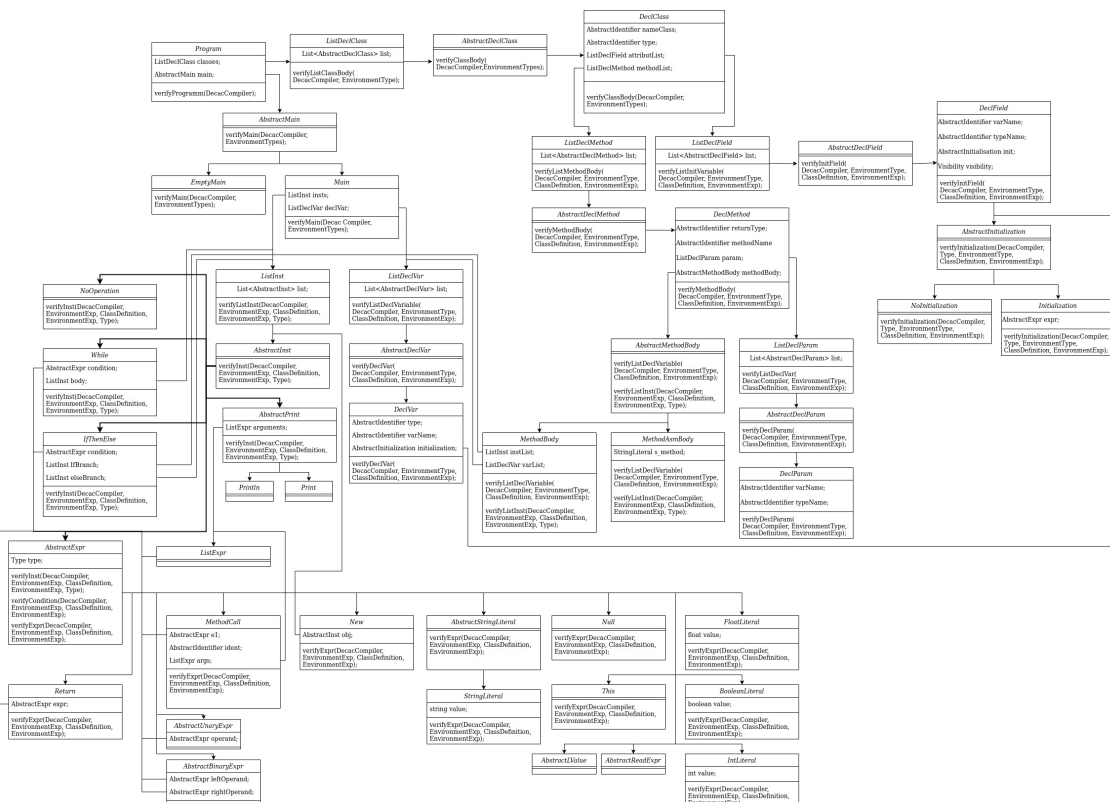 DeclClass
AbstractIdentifier nameClass;
AbstractIdentifier type;
ListDeclField attributList;
ListDeclMethod methodList;
verifyClassBody(DecacCompiler,
EnvironmentTypes);
ListDeclClass
List<AbstractDeclClass> list;
verifyListClassBody(
DecacCompiler, EnvironmentType);
AbstractDeclClass
verifyClassBody(
DecacCompiler,EnvironmentTypes);
Program
ListDeclClass classes;
AbstractMain main;
verifyProgramm(DecacCompiler);
AbstractMain
verifyMain(DecacCompiler,
EnvironmentTypes);
EmptyMain
verifyMain(DecacCompiler,
EnvironmentTypes);
Main
ListInst insts;
ListDeclVar declVar;
verifyMain(Decac Compiler,
EnvironmentTypes);
ListDeclMethod
List<AbstractDeclMethod> list;
verifyListMethodBody(
DecacCompiler, EnvironmentType,
ClassDefinition, EnvironmentExp);
ListDeclField
List<AbstractDeclField> list;
verifyListInitVariable(
DecacCompiler, EnvironmentType,
ClassDefinition, EnvironmentExp);
AbstractDeclField
verifyInitField(
DecacCompiler, EnvironmentType,
ClassDefinition, EnvironmentExp);
DeclField
AbstractIdentifier varName;
AbstractIdentifier typeName;
AbstractInitialisation init;
Visibility visibility;
verifyInitField(
DecacCompiler, EnvironmentType,
ClassDefinition, EnvironmentExp);
AbstractDeclMethod
verifyMethodBody(
DecacCompiler, EnvironmentType,
ClassDefinition, EnvironmentExp);
DeclMethod
AbstractIdentifier returnType;
AbstractIdentifier methodName
ListDeclParam param;
AbstractMethodBody methodBody;
verifyMethodBody(
DecacCompiler, EnvironmentType,
ClassDefinition, EnvironmentExp);
AbstractInitialization
verifyInitialization(DecacCompiler,
Type, EnvironmentType,
ClassDefinition, EnvironmentExp);
NoInitialization
verifyInitialization(DecacCompiler,
Type, EnvironmentType,
ClassDefinition, EnvironmentExp);
Initialization
AbstractExpr expr;
verifyInitialization(DecacCompiler,
Type, EnvironmentType,
ClassDefinition, EnvironmentExp);
NoOperation
verifyInst(DecacCompiler,
EnvironmentExp, ClassDefinition,
EnvironmentExp, Type);
ListInst
List<AbstractInst> list;
verifyListInst(DecacCompiler,
EnvironmentExp, ClassDefinition,
EnvironmentExp, Type);
ListDeclVar
List<AbstractDeclVar> list;
verifyListDeclVariable(
DecacCompiler, EnvironmentType,
ClassDefinition, EnvironmentExp);
While
AbstractExpr condition;
ListInst body;
verifyInst(DecacCompiler,
EnvironmentExp, ClassDefinition,
EnvironmentExp, Type);
AbstractInst
verifyInst(DecacCompiler,
EnvironmentExp, ClassDefinition,
EnvironmentExp, Type);
AbstractDeclVar
verifyDeclVar(
DecacCompiler, EnvironmentType,
ClassDefinition, EnvironmentExp);
AbstractMethodBody
verifyListDeclVariable(
DecacCompiler, EnvironmentType,
ClassDefinition, EnvironmentExp);
verifyListInst(DecacCompiler,
EnvironmentExp, ClassDefinition,
EnvironmentExp, Type);
ListDeclParam
List<AbstractDeclParam> list;
verifyListDeclVar(
DecacCompiler, EnvironmentType,
ClassDefinition, EnvironmentExp);
IfThenElse
AbstractExpr condition;
ListInst IfBranch;
ListInst elseBranch;
verifyInst(DecacCompiler,
EnvironmentExp, ClassDefinition,
EnvironmentExp, Type);
AbstractPrint
ListExpr arguments;
verifyInst(DecacCompiler,
EnvironmentExp, ClassDefinition,
EnvironmentExp, Type);
Println
Print
DeclVar
AbstractIdentifier type;
AbstractIdentifier varName;
AbstractInitialization initialization;
verifyDeclVar(
DecacCompiler, EnvironmentType,
ClassDefinition, EnvironmentExp);
MethodBody
ListInst instList;
ListDeclVar varList;
verifyListDeclVariable(
DecacCompiler, EnvironmentType,
ClassDefinition, EnvironmentExp);
verifyListInst(DecacCompiler,
EnvironmentExp, ClassDefinition,
EnvironmentExp, Type);
MethodAsmBody
StringLiteral s_method;
verifyListDeclVariable(
DecacCompiler, EnvironmentType,
ClassDefinition, EnvironmentExp);
verifyListInst(DecacCompiler,
EnvironmentExp, ClassDefinition,
EnvironmentExp, Type);
AbstractDeclParam
verifyDeclParam(
DecacCompiler, EnvironmentType,
ClassDefinition, EnvironmentExp);
DeclParam
AbstractIdentifier varName;
AbstractIdentifier typeName;
verifyDeclParam(
DecacCompiler, EnvironmentType,
ClassDefinition, EnvironmentExp);
AbstractExpr
Type type;
verifyInst(DecacCompiler,
EnvironmentExp, ClassDefinition,
EnvironmentExp, Type);
verifyCondition(DecacCompiler,
EnvironmentExp, ClassDefinition,
EnvironmentExp);
verifyExpr(DecacCompiler,
EnvironmentExp, ClassDefinition,
EnvironmentExp);
ListExpr
MethodCall
AbstractExpr e1;
AbstractIdentifier ident;
ListExpr args;
verifyExpr(DecacCompiler,
EnvironmentExp, ClassDefinition,
EnvironmentExp);
New
AbstractInst obj;
verifyExpr(DecacCompiler,
EnvironmentExp, ClassDefinition,
EnvironmentExp);
AbstractStringLiteral
verifyExpr(DecacCompiler,
EnvironmentExp, ClassDefinition,
EnvironmentExp);
Null
verifyExpr(DecacCompiler,
EnvironmentExp, ClassDefinition,
EnvironmentExp);
FloatLiteral
float value;
verifyExpr(DecacCompiler,
EnvironmentExp, ClassDefinition,
EnvironmentExp);
Return
AbstractExpr expr;
verifyExpr(DecacCompiler,
EnvironmentExp, ClassDefinition,
EnvironmentExp);
StringLiteral
string value;
verifyExpr(DecacCompiler,
EnvironmentExp, ClassDefinition,
EnvironmentExp);
This
verifyExpr(DecacCompiler,
EnvironmentExp, ClassDefinition,
EnvironmentExp);
BooleanLiteral
boolean value;
verifyExpr(DecacCompiler,
EnvironmentExp, ClassDefinition,
EnvironmentExp);
AbstractUnaryExpr
AbstractExpr operand;
AbstractBinaryExpr
AbstractExpr leftOperand;
AbstractExpr rightOperand;
AbstractLValue
AbstractReadExpr
IntLiteral
int value;
verifyExpr(DecacCompiler,
EnvironmentExp, ClassDefinition,